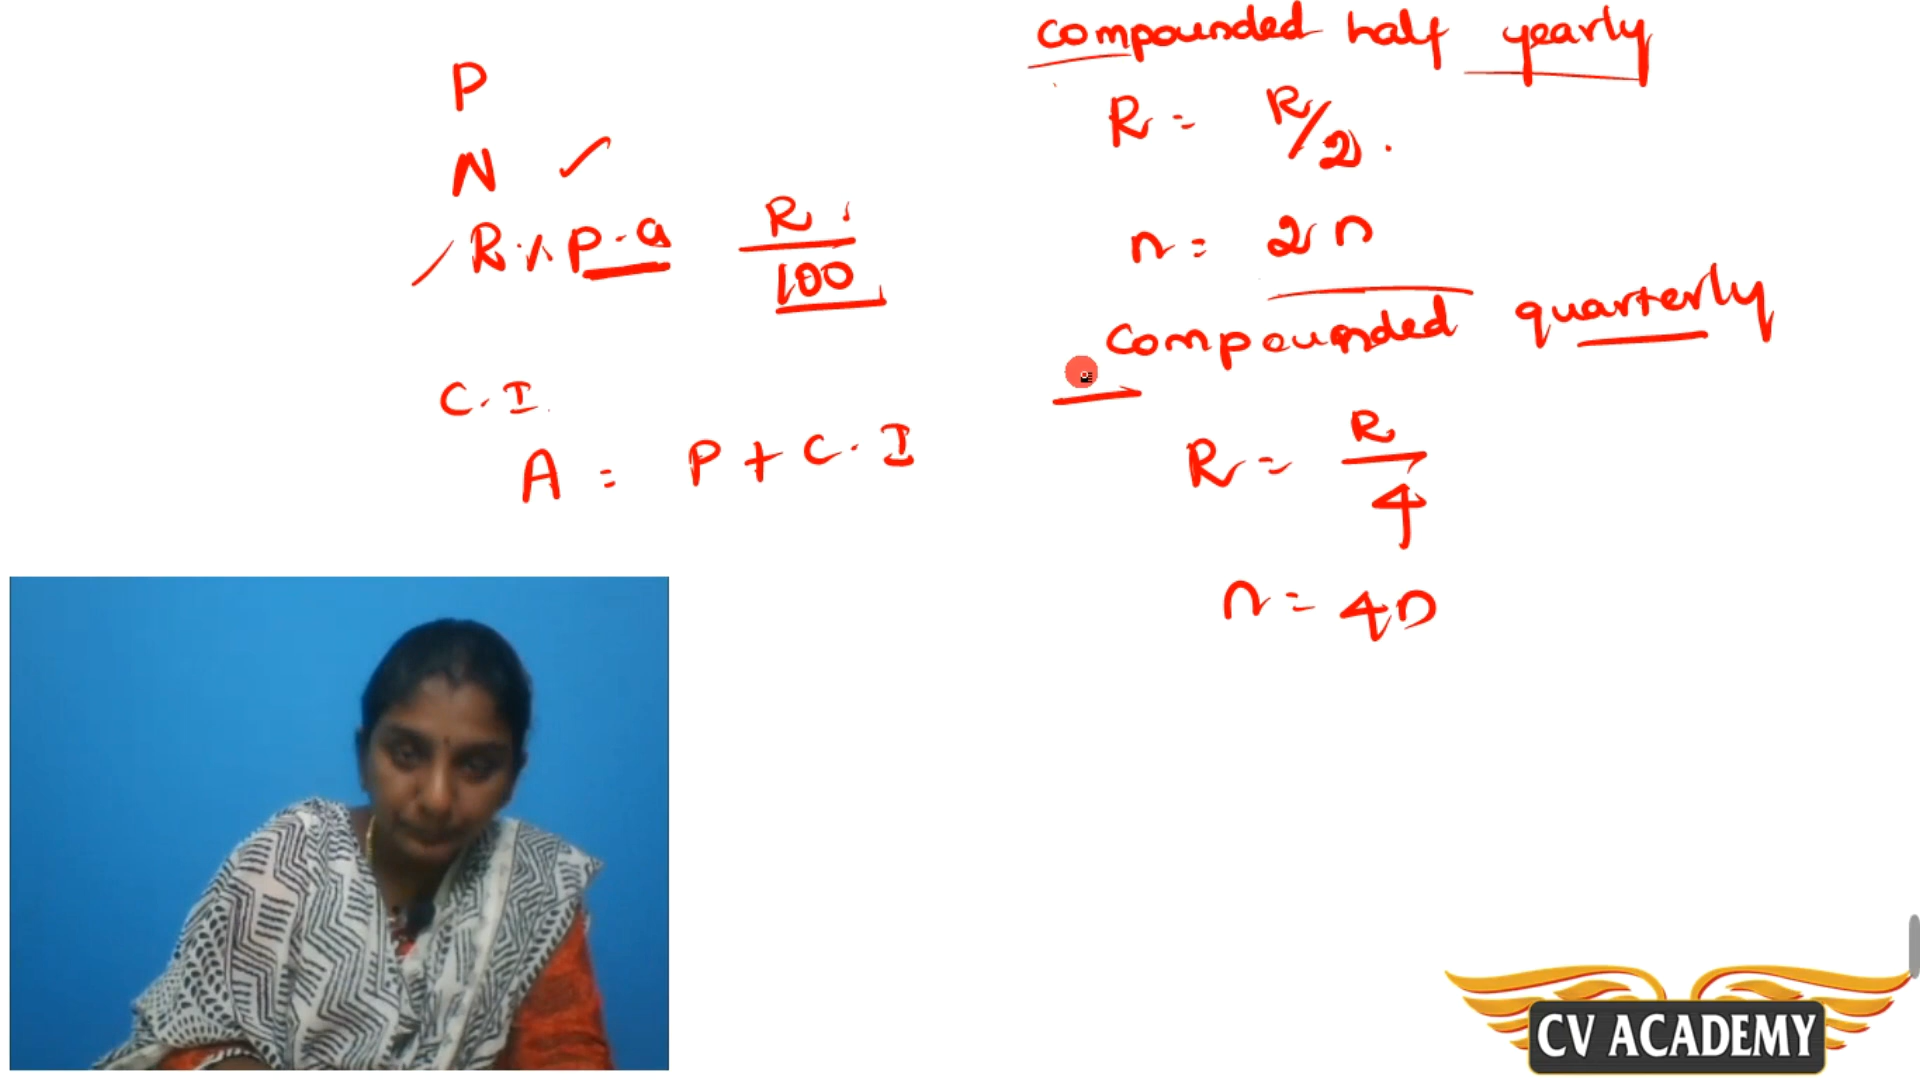 P
N ✓
R % P.a R / 100
C.I.
A = P + C.I
compounded half yearly
R = R/2.
n = 2n
compounded quarterly
R = R / 4
n = 4n
CV ACADEMY